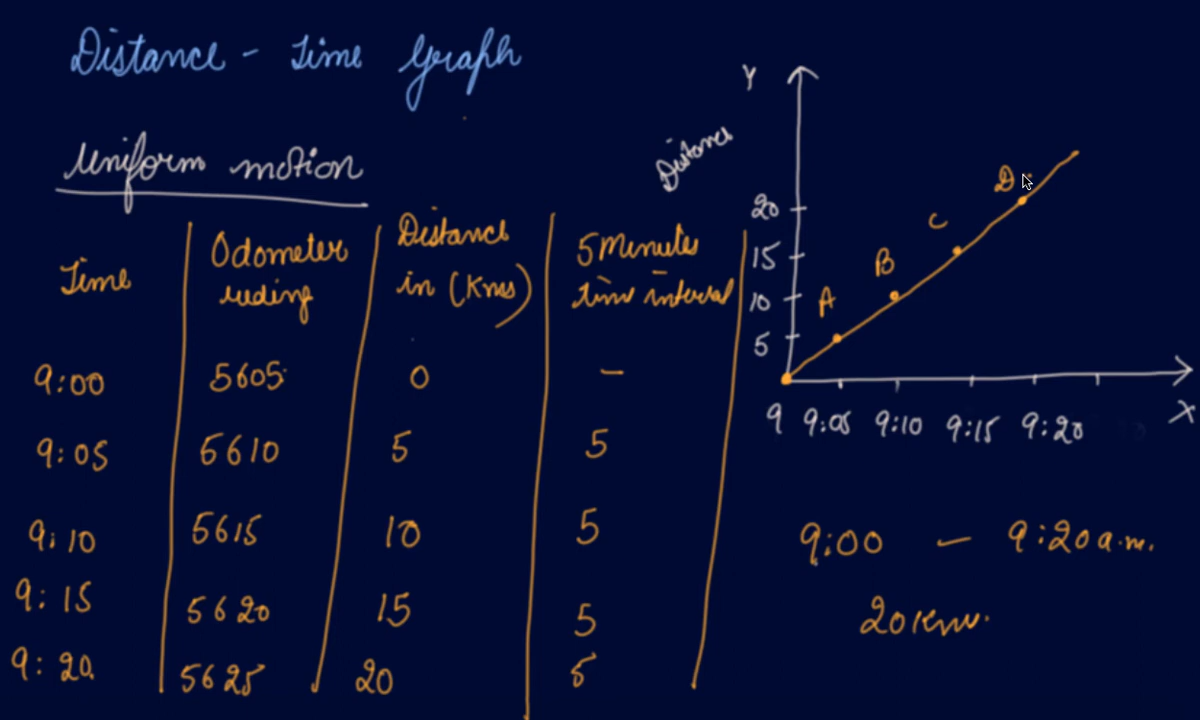 Distance - Time Graph
Uniform motion
Time
Odometer
reding
Distance
in (Kms)
5 Minutes
time interval
9:00 5605 0 -
9:05 5610 5 5
9:10 5615 10 5
9:15 5620 15 5
9:20 5625 20 5
Y
Distance
20
15
10
5
A
B
C
D
9 9:05 9:10 9:15 9:20
X
9:00 - 9:20 a.m.
20 Km.